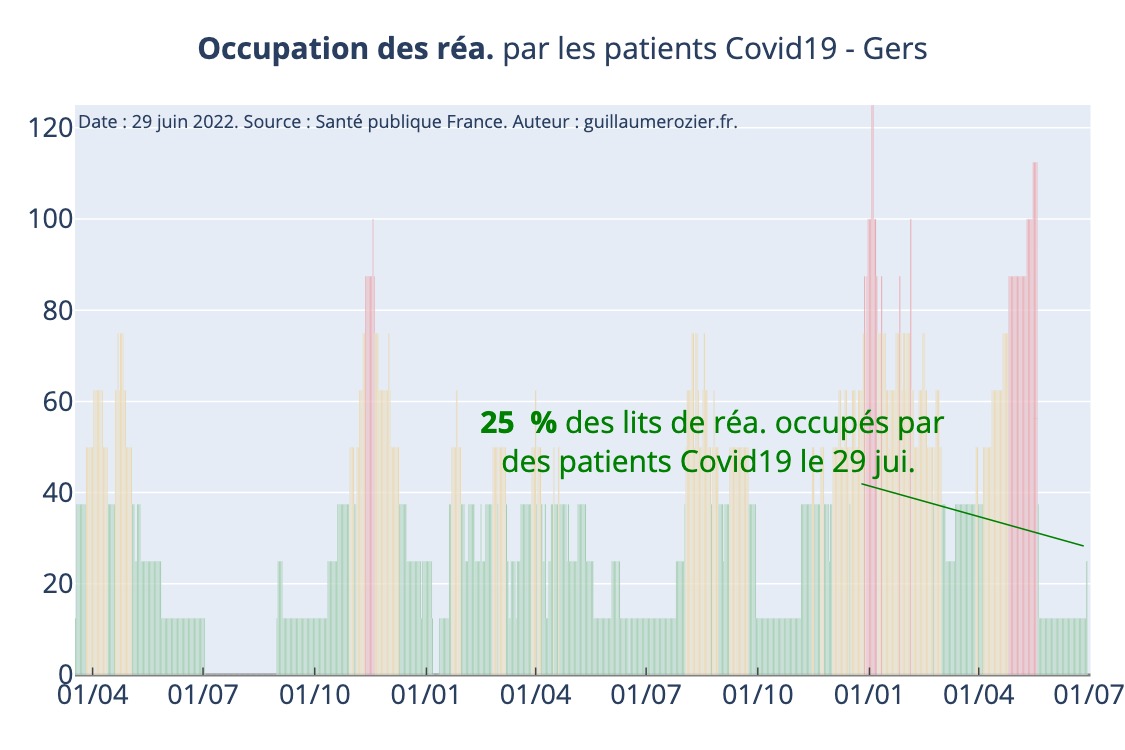 Occupation des réa. par les patients Covid19 - Gers
Date : 29 juin 2022. Source : Santé publique France. Auteur : guillaumerozier.fr.
120
100
80
60
40
20
0
25 % des lits de réa. occupés par
des patients Covid19 le 29 jui.
01/04 01/07 01/10 01/01 01/04 01/07 01/10 01/01 01/04 01/07